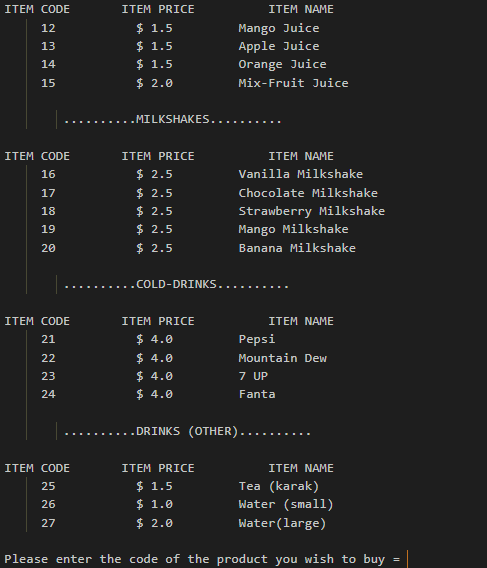 ITEM CODE ITEM PRICE ITEM NAME
12 $ 1.5 Mango Juice
13 $ 1.5 Apple Juice
14 $ 1.5 Orange Juice
15 $ 2.0 Mix-Fruit Juice
..........MILKSHAKES..........
ITEM CODE ITEM PRICE ITEM NAME
16 $ 2.5 Vanilla Milkshake
17 $ 2.5 Chocolate Milkshake
18 $ 2.5 Strawberry Milkshake
19 $ 2.5 Mango Milkshake
20 $ 2.5 Banana Milkshake
..........COLD-DRINKS..........
ITEM CODE ITEM PRICE ITEM NAME
21 $ 4.0 Pepsi
22 $ 4.0 Mountain Dew
23 $ 4.0 7 UP
24 $ 4.0 Fanta
..........DRINKS (OTHER)..........
ITEM CODE ITEM PRICE ITEM NAME
25 $ 1.5 Tea (karak)
26 $ 1.0 Water (small)
27 $ 2.0 Water(large)
Please enter the code of the product you wish to buy =